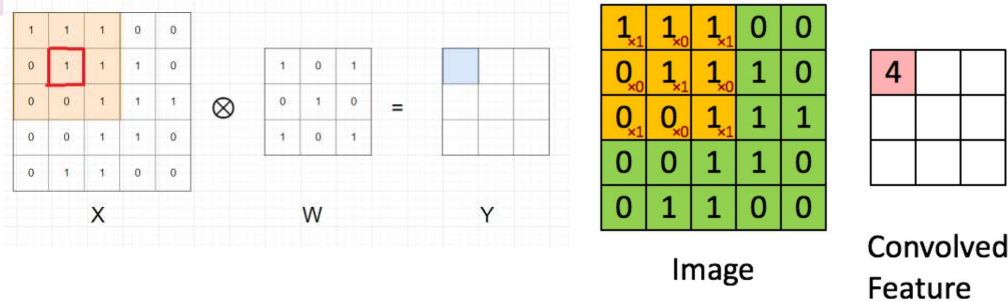 1 1 1 0 0
0 1 1 1 0
0 0 1 1 1
0 0 1 1 0
0 1 1 0 0
X
⊗
1 0 1
0 1 0
1 0 1
W
=
Y
1×1 1×0 1×1 0 0
0×0 1×1 1×0 1 0
0×1 0×0 1×1 1 1
0 0 1 1 0
0 1 1 0 0
Image
4
Convolved
Feature